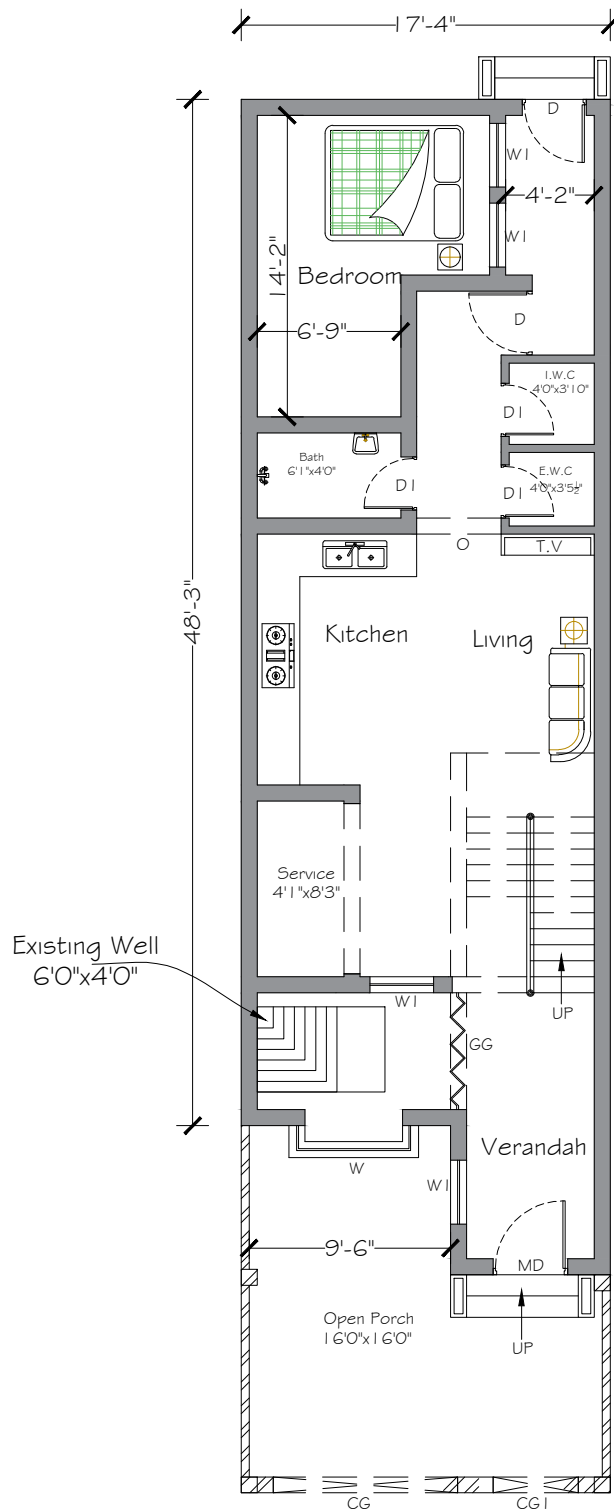 17'-4"
D
W1
4'-2"
W1
14'-2"
Bedroom
6'-9"
D
I.W.C
4'0"x3'10"
D1
Bath
6'1"x4'0"
D1
E.W.C
4'0"x3'5½"
D1
O
T.V
48'-3"
Kitchen
Living
Service
4'1"x8'3"
Existing Well
6'0"x4'0"
W1
UP
GG
Verandah
W
W1
9'-6"
MD
Open Porch
16'0"x16'0"
UP
CG
CG1